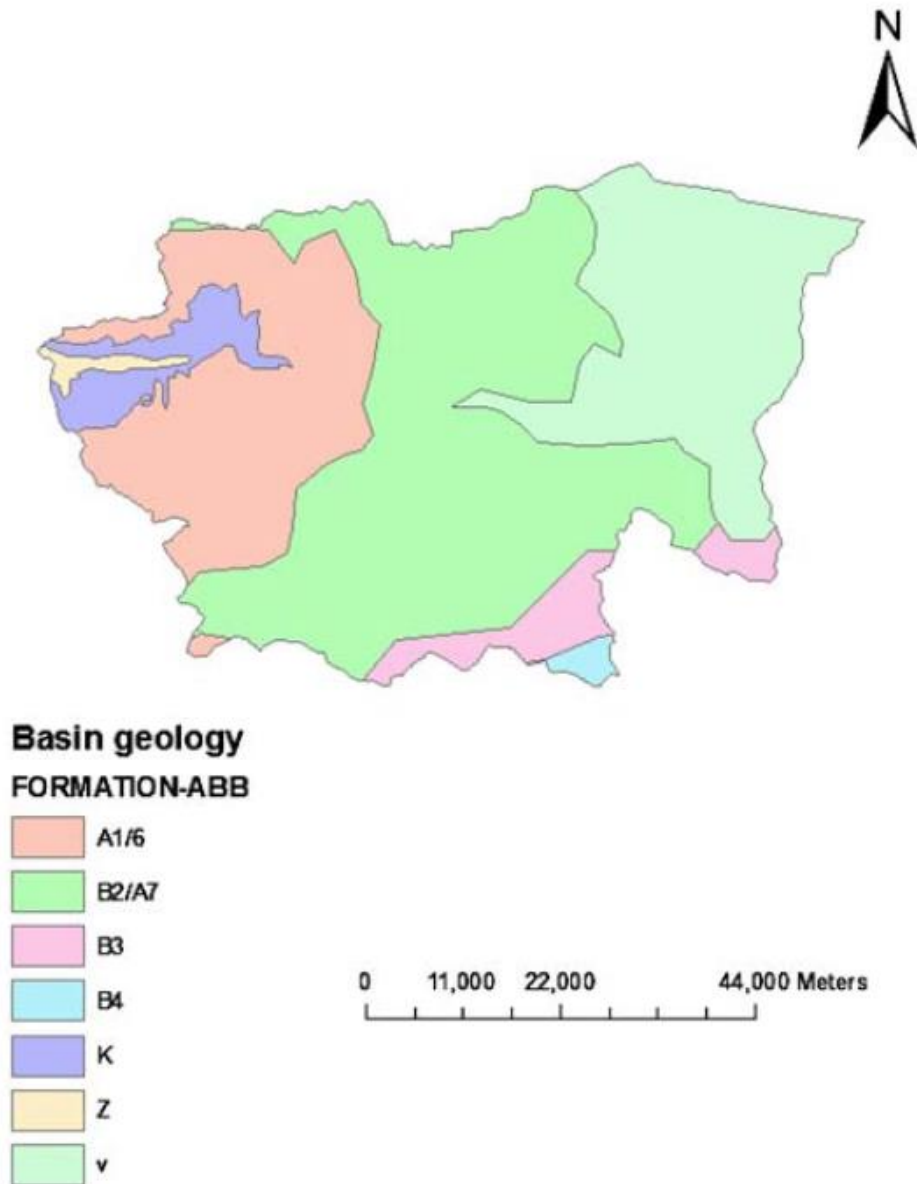 N
Basin geology
FORMATION-ABB
A1/6
B2/A7
B3
B4
K
Z
v
0 11,000 22,000 44,000 Meters